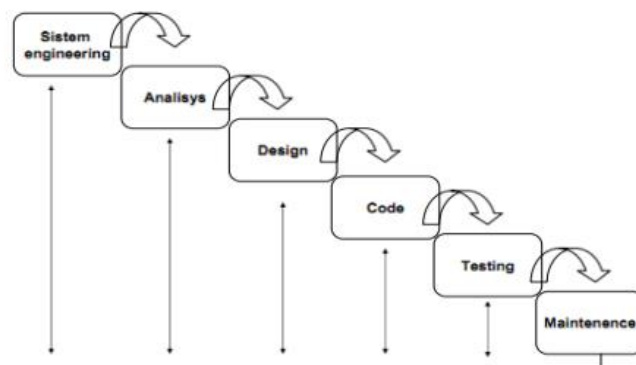 Sistem
engineering
Analisys
Design
Code
Testing
Maintenence